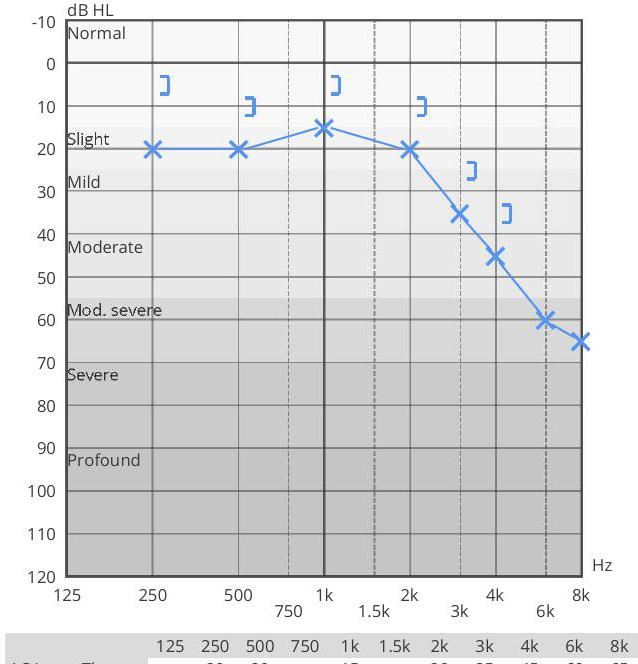 dB HL
-10
Normal
0
10
Slight
20
Mild
30
40
Moderate
50
Mod. severe
60
70
Severe
80
90
Profound
100
110
120
Hz
125 250 500 1k 2k 4k 8k
750 1.5k 3k 6k
125 250 500 750 1k 1.5k 2k 3k 4k 6k 8k